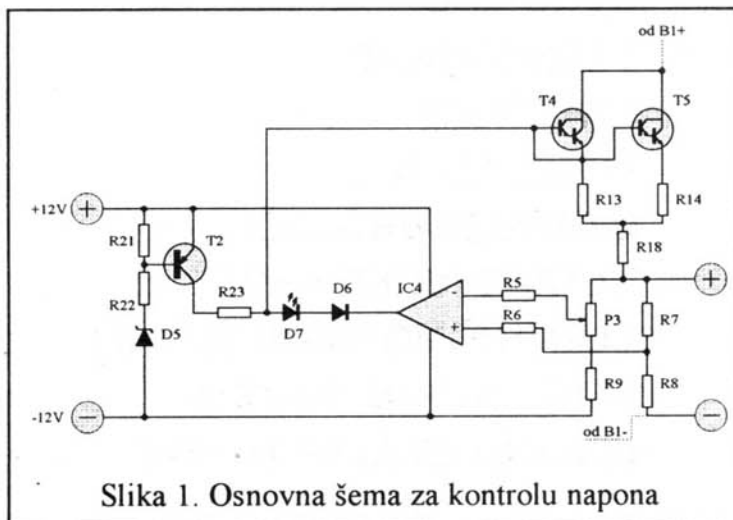 od B1+
T4
T5
R13
R14
+12V
R21
T2
R18
R22
R23
IC4
R5
-
+
R6
P3
R7
D5
D7
D6
R9
R8
-12V
od B1-
Slika 1. Osnovna šema za kontrolu napona